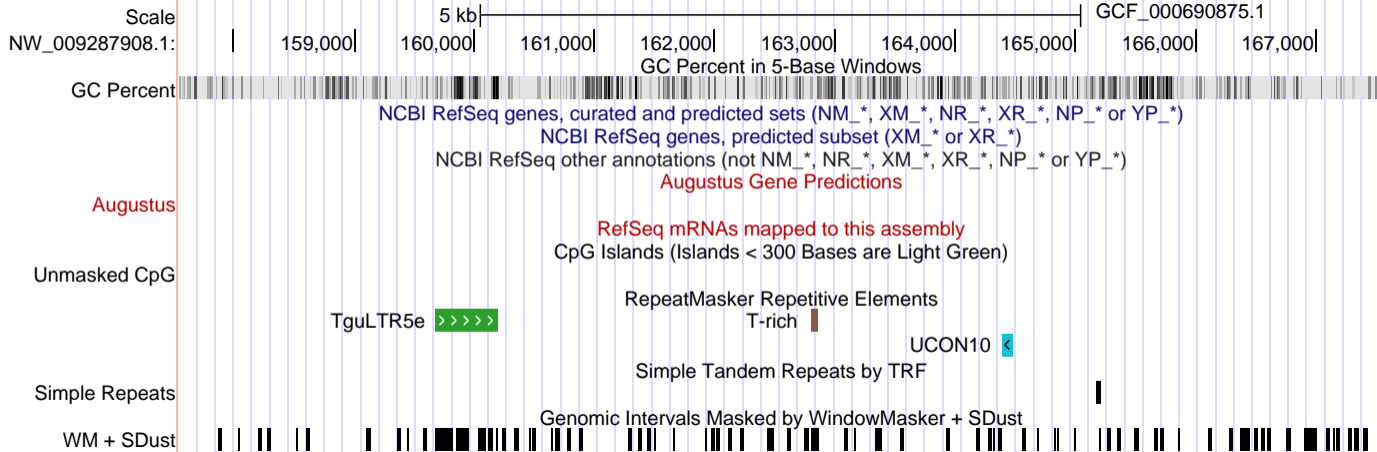 Scale 5 kb GCF_000690875.1
NW_009287908.1: 159,000 160,000 161,000 162,000 163,000 164,000 165,000 166,000 167,000
GC Percent in 5-Base Windows
GC Percent
NCBI RefSeq genes, curated and predicted sets (NM_*, XM_*, NR_*, XR_*, NP_* or YP_*)
NCBI RefSeq genes, predicted subset (XM_* or XR_*)
NCBI RefSeq other annotations (not NM_*, NR_*, XM_*, XR_*, NP_* or YP_*)
Augustus Gene Predictions
Augustus
RefSeq mRNAs mapped to this assembly
CpG Islands (Islands < 300 Bases are Light Green)
Unmasked CpG
RepeatMasker Repetitive Elements
TguLTR5e T-rich
UCON10
Simple Tandem Repeats by TRF
Simple Repeats
Genomic Intervals Masked by WindowMasker + SDust
WM + SDust